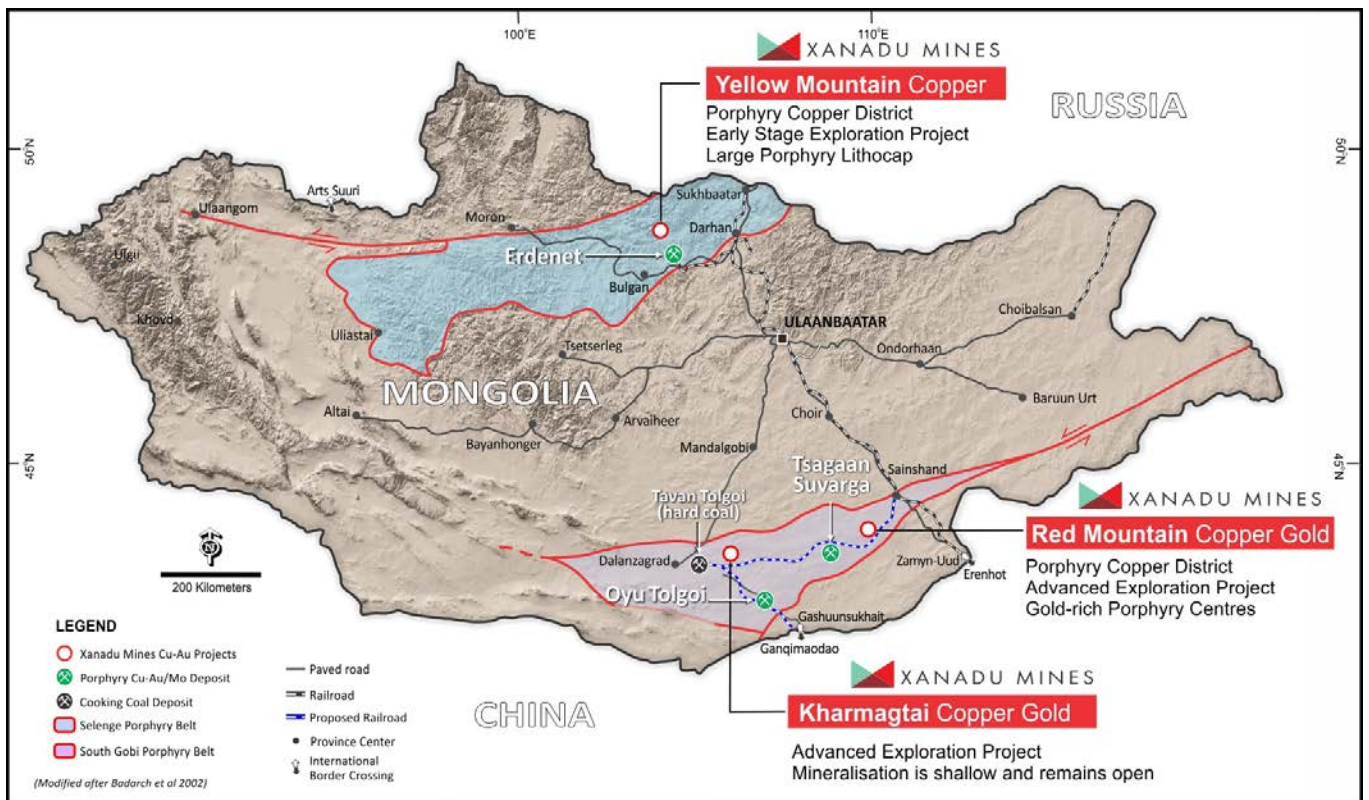 100°E
110°E
XANADU MINES
Yellow Mountain Copper
Porphyry Copper District
Early Stage Exploration Project
Large Porphyry Lithocap
RUSSIA
50°N
50°N
Arts Suuri
Ulaangom
Sukhbaatar
Moron
Darhan
Ulgii
Erdenet
Bulgan
Khovd
Choibalsan
Uliastai
ULAANBAATAR
Tsetserleg
Ondorhaan
MONGOLIA
Baruun Urt
Altai
Arvaiheer
Choir
Bayanhonger
Mandalgobi
45°N
45°N
Tsagaan
Suvarga
Sainshand
Tavan Tolgoi
(hard coal)
XANADU MINES
Red Mountain Copper Gold
Porphyry Copper District
Advanced Exploration Project
Gold-rich Porphyry Centres
Dalanzagrad
Zamyn-Uud
Erenhot
N
200 Kilometers
Oyu Tolgoi
Gashuunsukhait
Ganqimaodao
LEGEND
Xanadu Mines Cu-Au Projects
Porphyry Cu-Au/Mo Deposit
Cooking Coal Deposit
Selenge Porphyry Belt
South Gobi Porphyry Belt
(Modified after Badarch et al 2002)
Paved road
Railroad
Proposed Railroad
Province Center
International
Border Crossing
CHINA
XANADU MINES
Kharmagtai Copper Gold
Advanced Exploration Project
Mineralisation is shallow and remains open